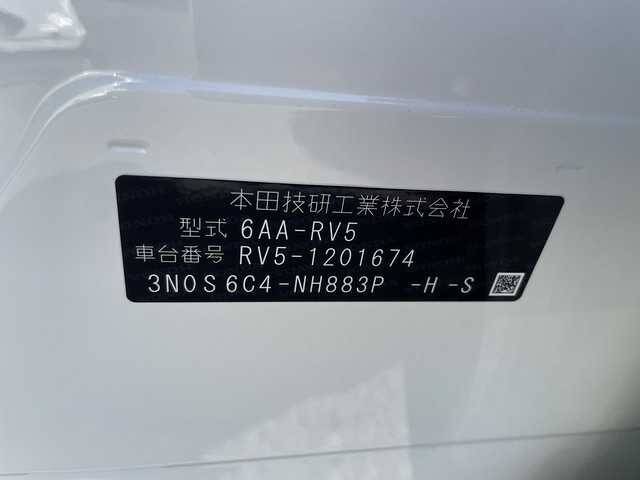 本田技研工業株式会社
型式 6AA-RV5
車台番号 RV5-1201674
3N0S6C4-NH883P -H-S